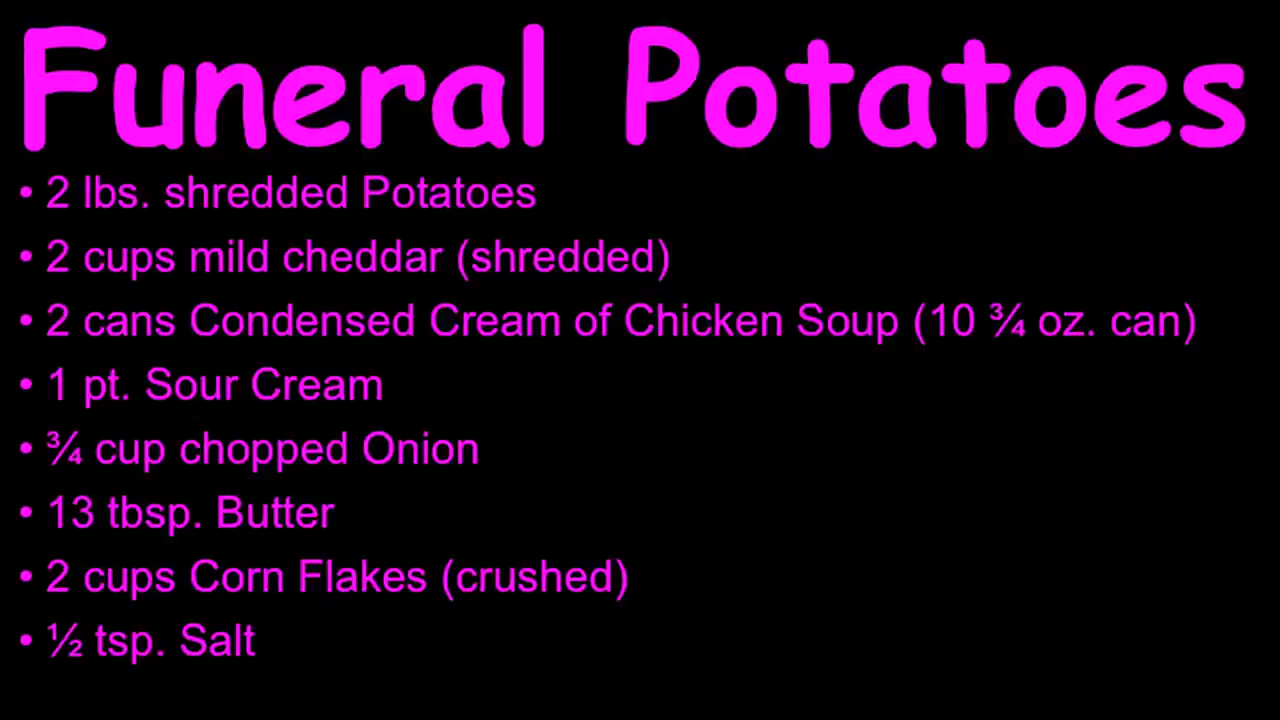 Funeral Potatoes
• 2 lbs. shredded Potatoes
• 2 cups mild cheddar (shredded)
• 2 cans Condensed Cream of Chicken Soup (10 ¾ oz. can)
• 1 pt. Sour Cream
• ¾ cup chopped Onion
• 13 tbsp. Butter
• 2 cups Corn Flakes (crushed)
• ½ tsp. Salt